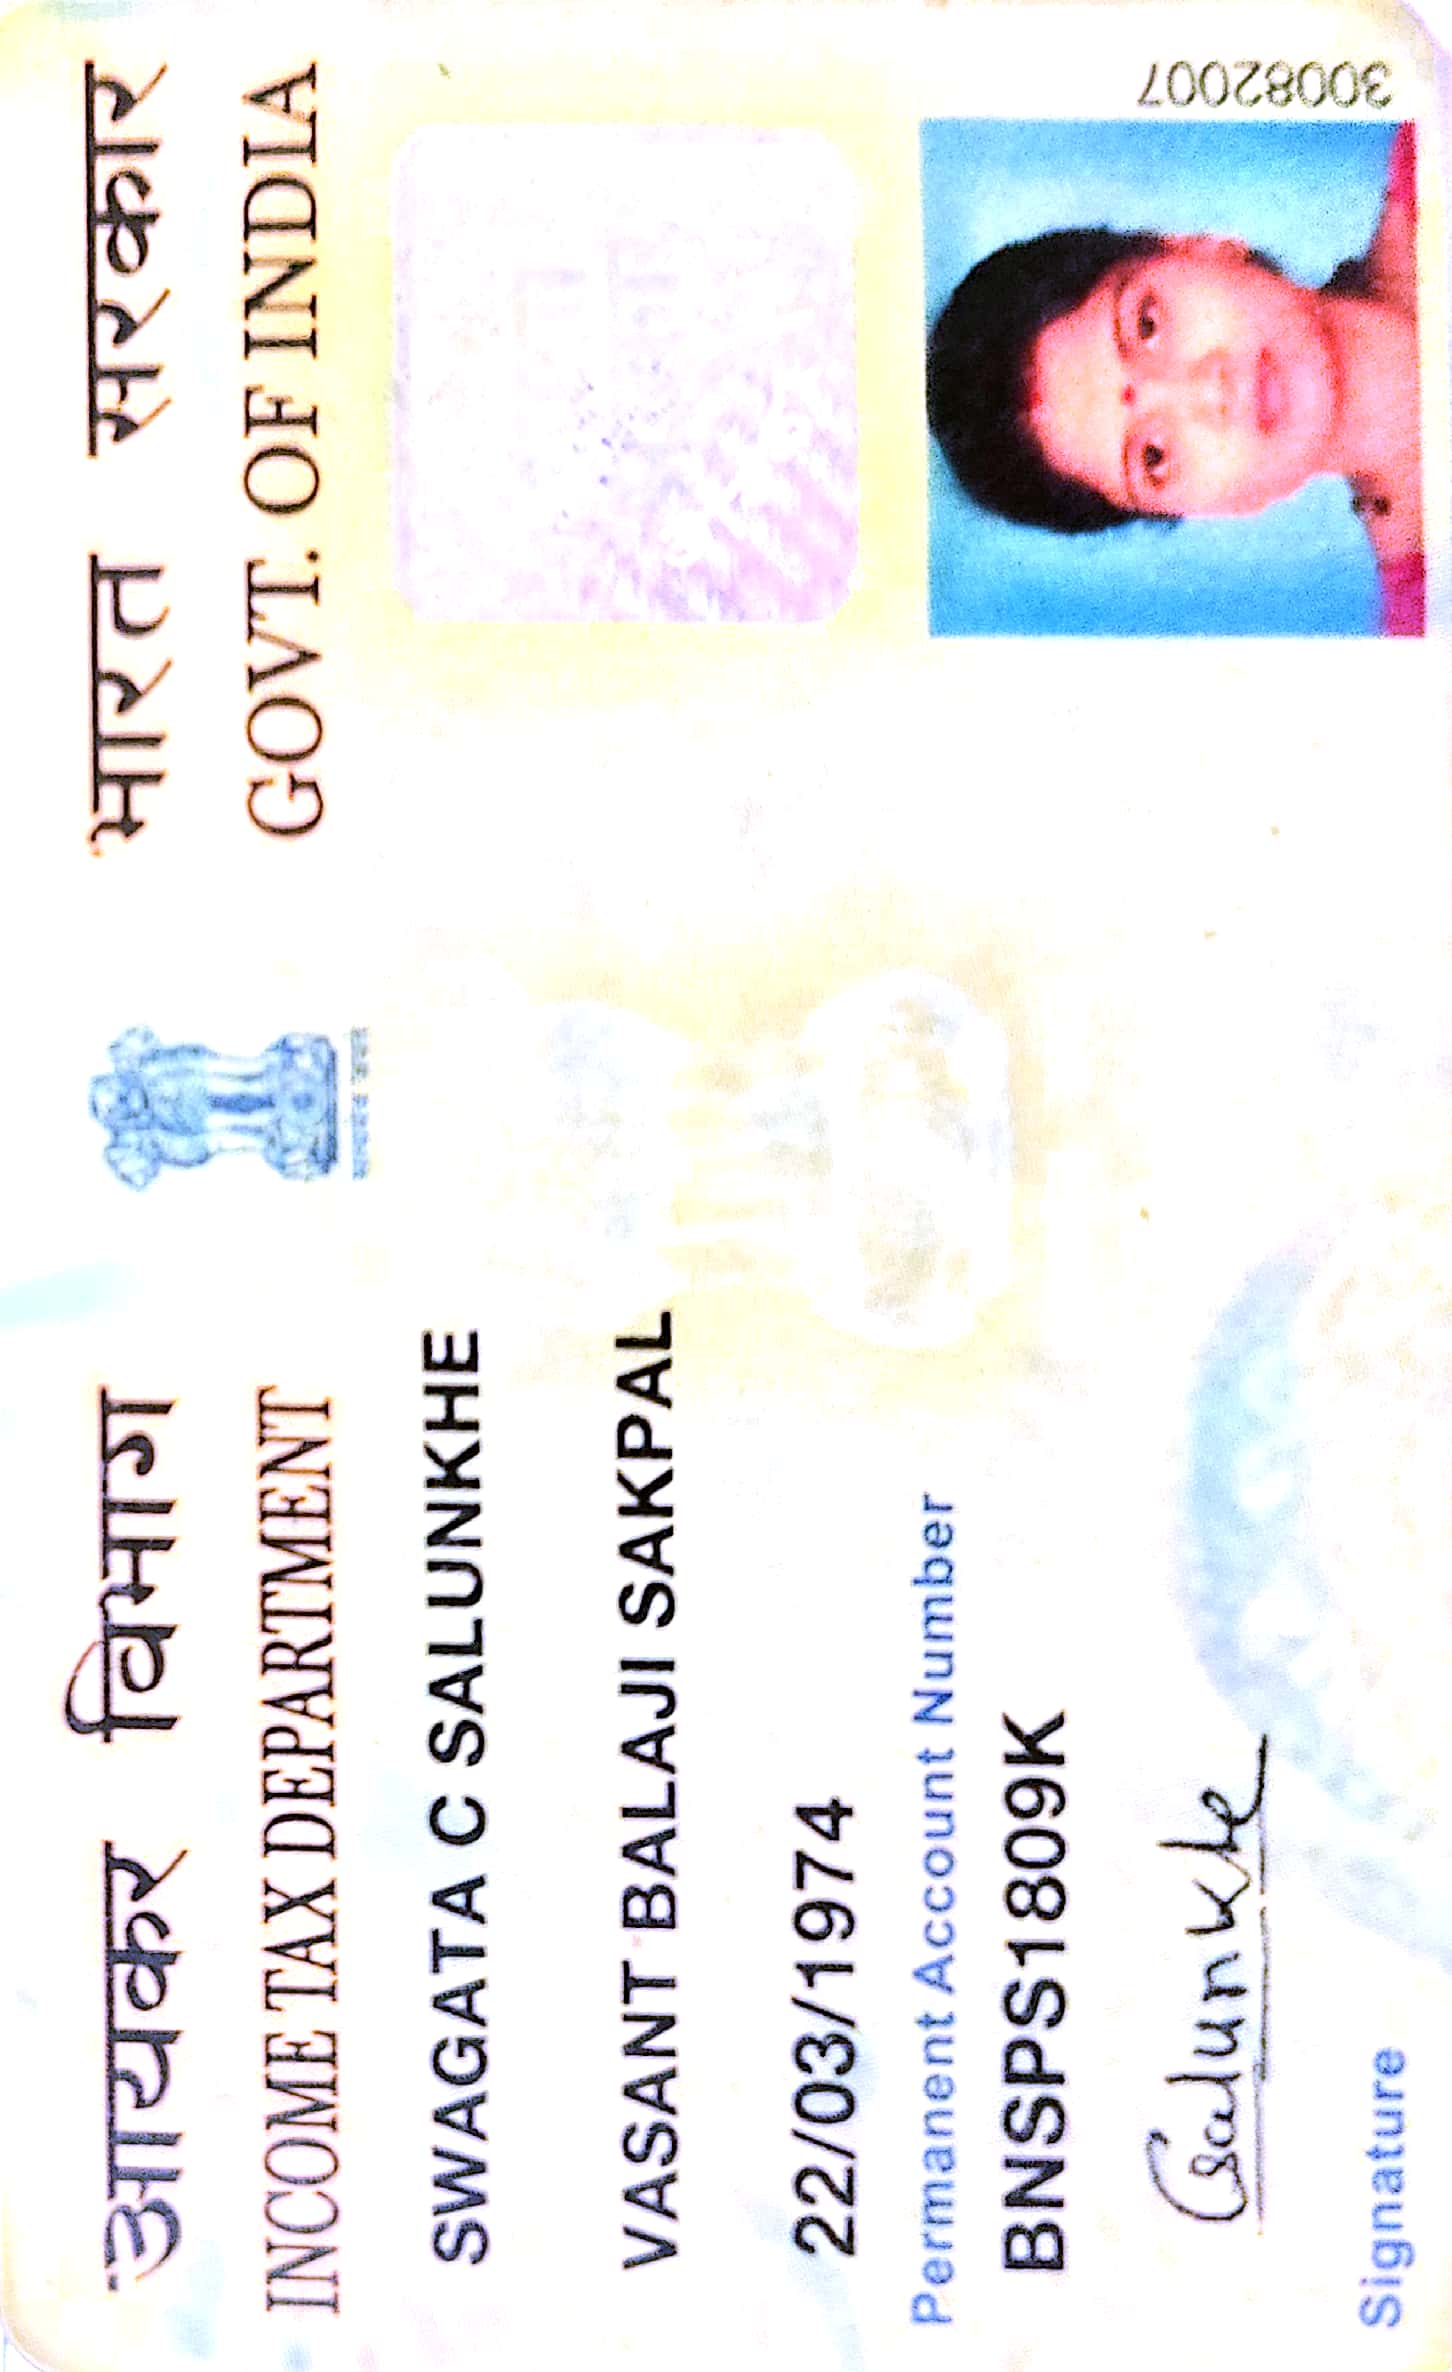 आयकर विभाग
INCOME TAX DEPARTMENT
भारत सरकार
GOVT. OF INDIA
SWAGATA C SALUNKHE
VASANT BALAJI SAKPAL
22/03/1974
Permanent Account Number
BNSPS1809K
Csalunkhe
Signature
30082007